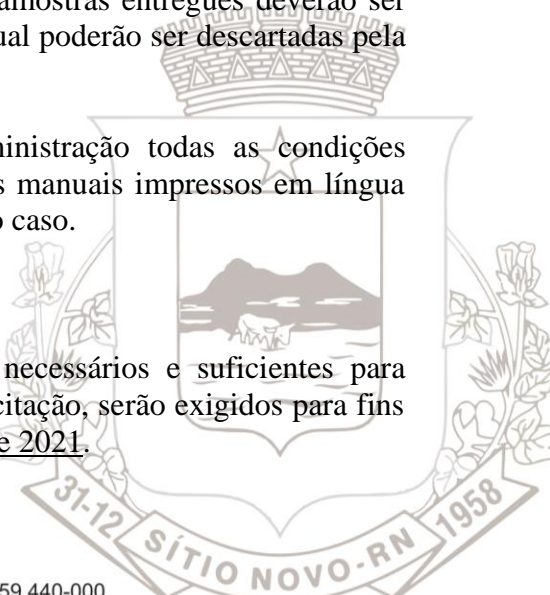 amostras entregues deverão ser
ual poderão ser descartadas pela
ministração todas as condições
s manuais impressos em língua
o caso.
necessários e suficientes para
citação, serão exigidos para fins
e 2021.
31-12 SÍTIO NOVO-RN 1958
59.440-000